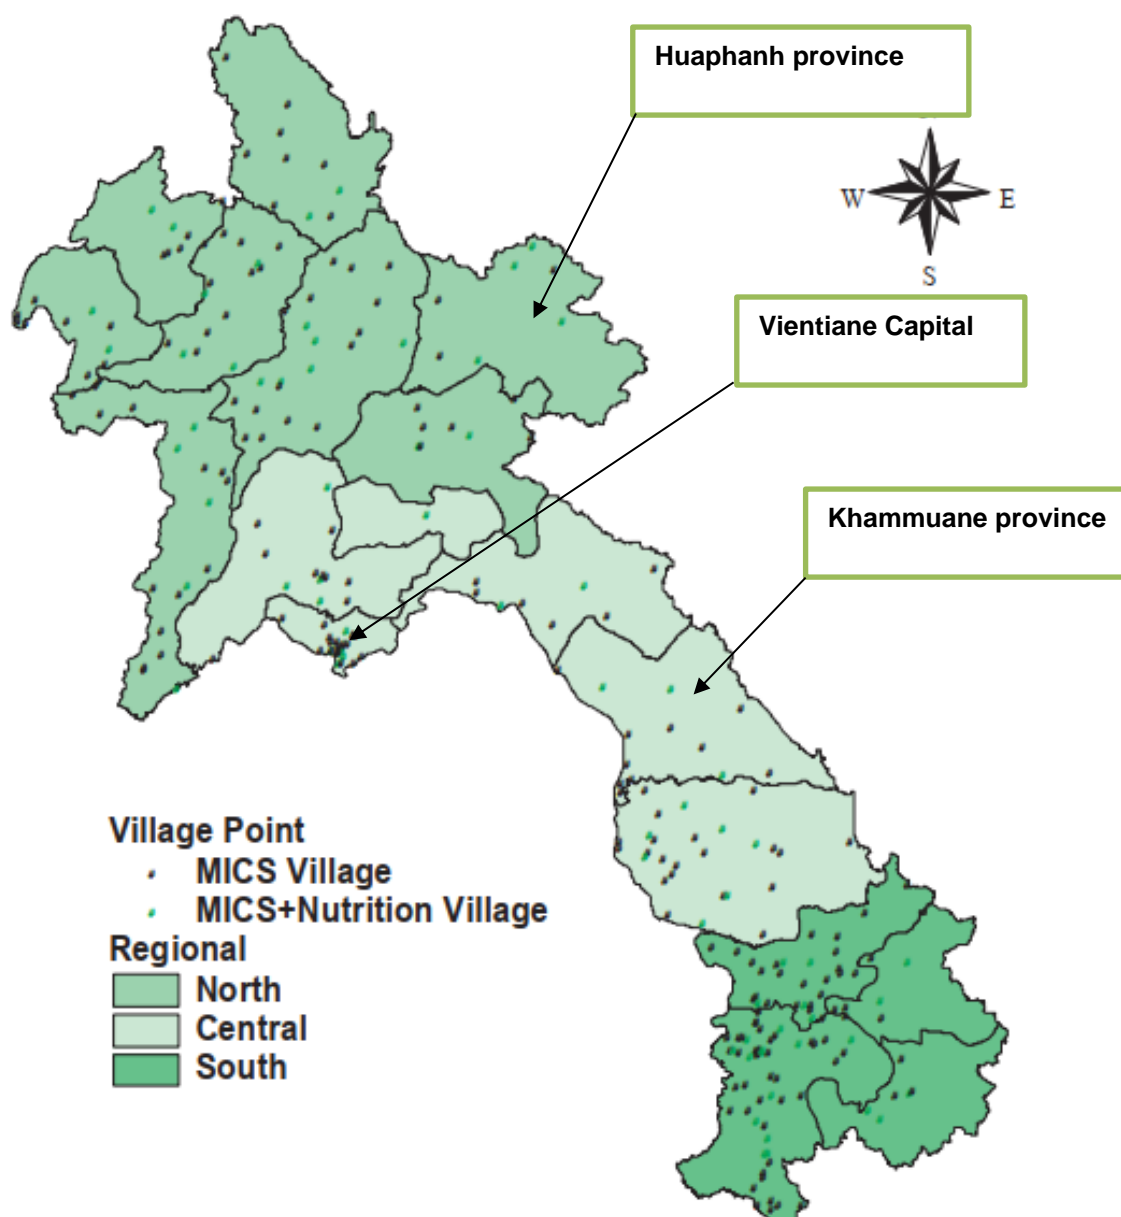 Huaphanh province
W
E
S
Vientiane Capital
Khammuane province
Village Point
MICS Village
MICS+Nutrition Village
Regional
North
Central
South